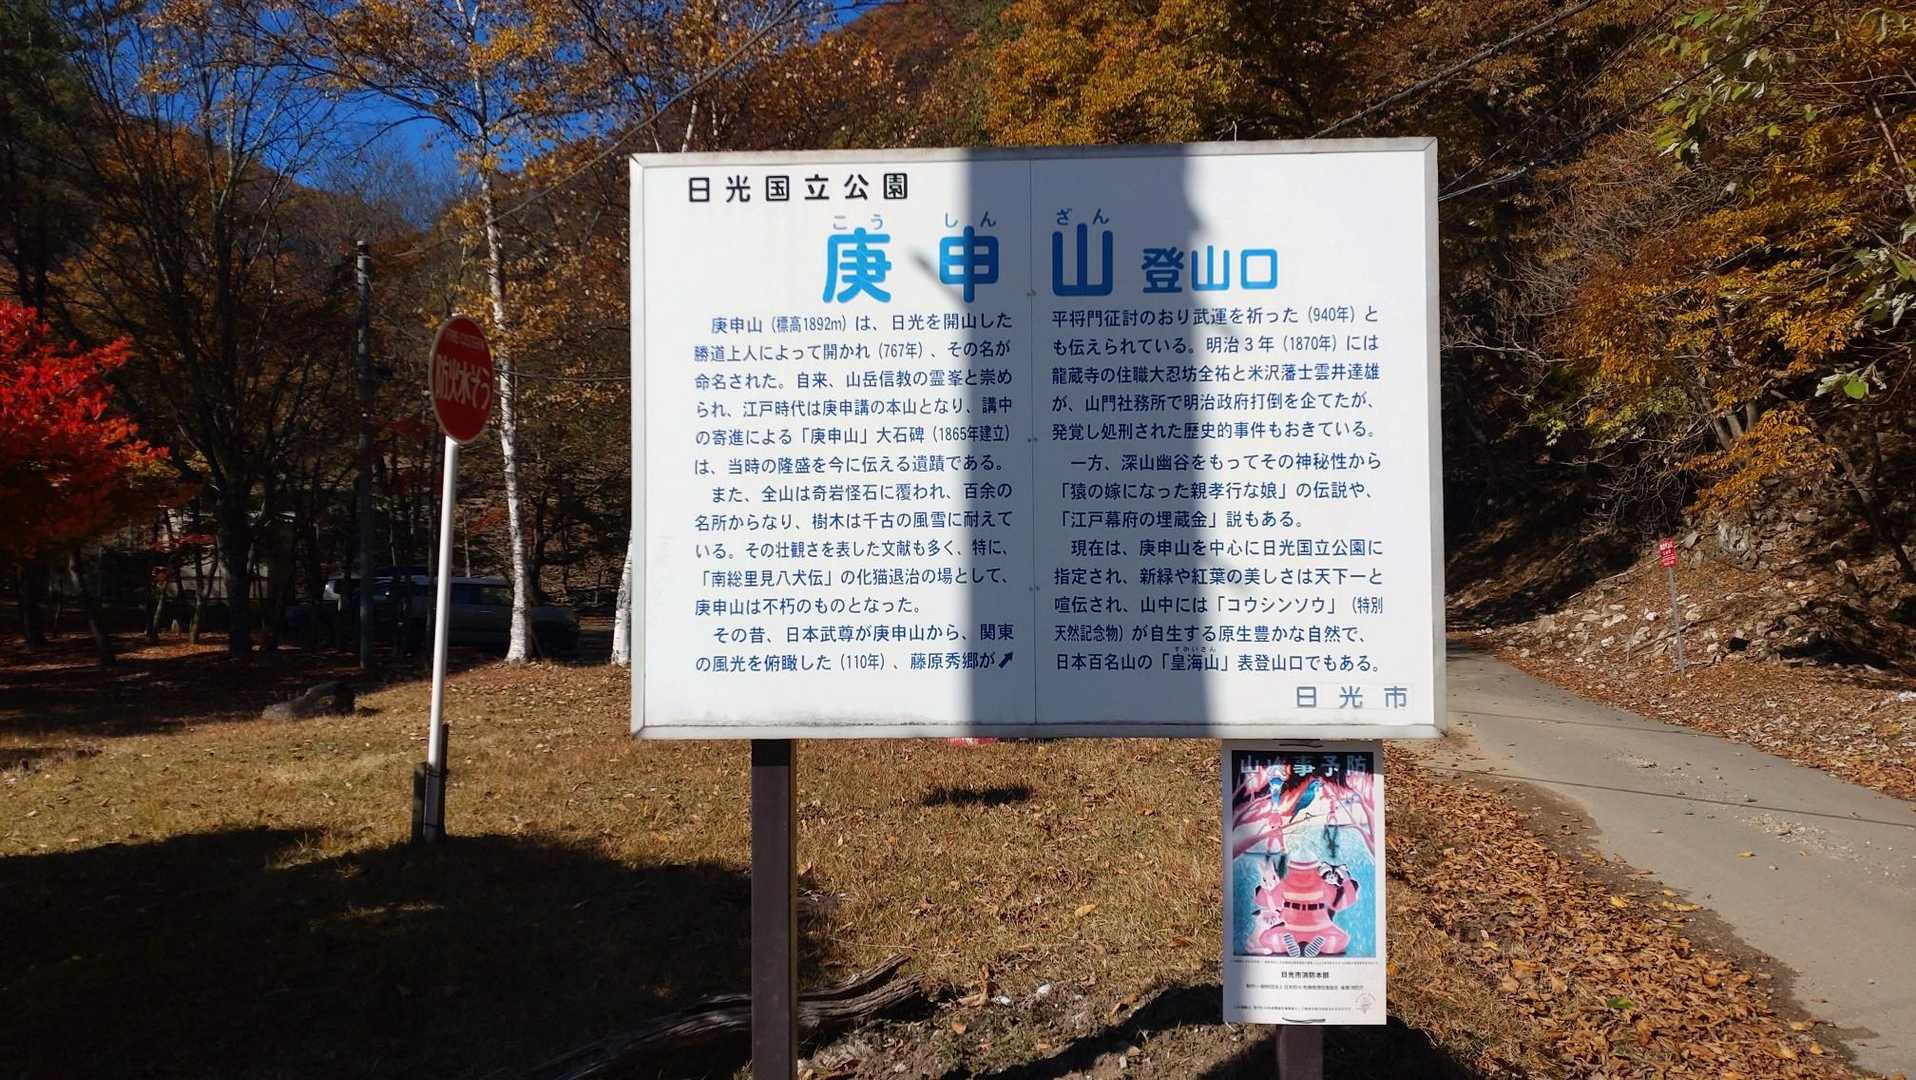 日光国立公園
こう しん ざん
庚申山 登山口
庚申山（標高1892m）は、日光を開山した
勝道上人によって開かれ（767年）、その名が
命名された。自来、山岳信教の霊峯と崇め
られ、江戸時代は庚申講の本山となり、講中
の寄進による「庚申山」大石碑（1865年建立）
は、当時の隆盛を今に伝える遺蹟である。
また、全山は奇岩怪石に覆われ、百余の
名所からなり、樹木は千古の風雪に耐えて
いる。その壮観さを表した文献も多く、特に、
「南総里見八犬伝」の化猫退治の場として、
庚申山は不朽のものとなった。
その昔、日本武尊が庚申山から、関東
の風光を俯瞰した（110年）、藤原秀郷が➚
平将門征討のおり武運を祈った（940年）と
も伝えられている。明治３年（1870年）には
龍蔵寺の住職大忍坊全祐と米沢藩士雲井達雄
が、山門社務所で明治政府打倒を企てたが、
発覚し処刑された歴史的事件もおきている。
一方、深山幽谷をもってその神秘性から
「猿の嫁になった親孝行な娘」の伝説や、
「江戸幕府の埋蔵金」説もある。
現在は、庚申山を中心に日光国立公園に
指定され、新緑や紅葉の美しさは天下一と
喧伝され、山中には「コウシンソウ」（特別
天然記念物）が自生する原生豊かな自然で、
すかいさん
日本百名山の「皇海山」表登山口でもある。
日光市
防火水そう
山火事予防
日光市消防本部